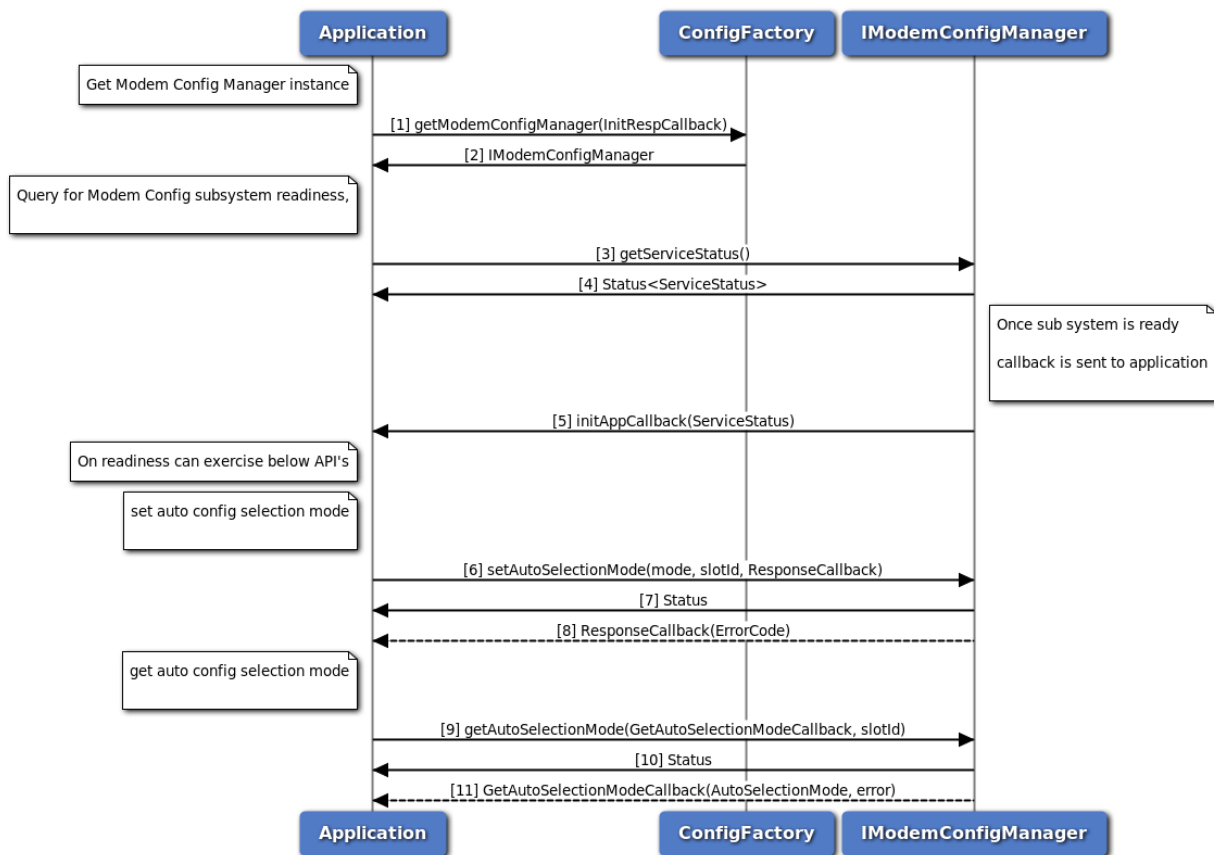 Application
ConfigFactory
IModemConfigManager
Get Modem Config Manager instance
[1] getModemConfigManager(InitRespCallback)
[2] IModemConfigManager
Query for Modem Config subsystem readiness,
[3] getServiceStatus()
[4] Status<ServiceStatus>
Once sub system is ready
callback is sent to application
[5] initAppCallback(ServiceStatus)
On readiness can exercise below API's
set auto config selection mode
[6] setAutoSelectionMode(mode, slotId, ResponseCallback)
[7] Status
[8] ResponseCallback(ErrorCode)
get auto config selection mode
[9] getAutoSelectionMode(GetAutoSelectionModeCallback, slotId)
[10] Status
[11] GetAutoSelectionModeCallback(AutoSelectionMode, error)
Application
ConfigFactory
IModemConfigManager